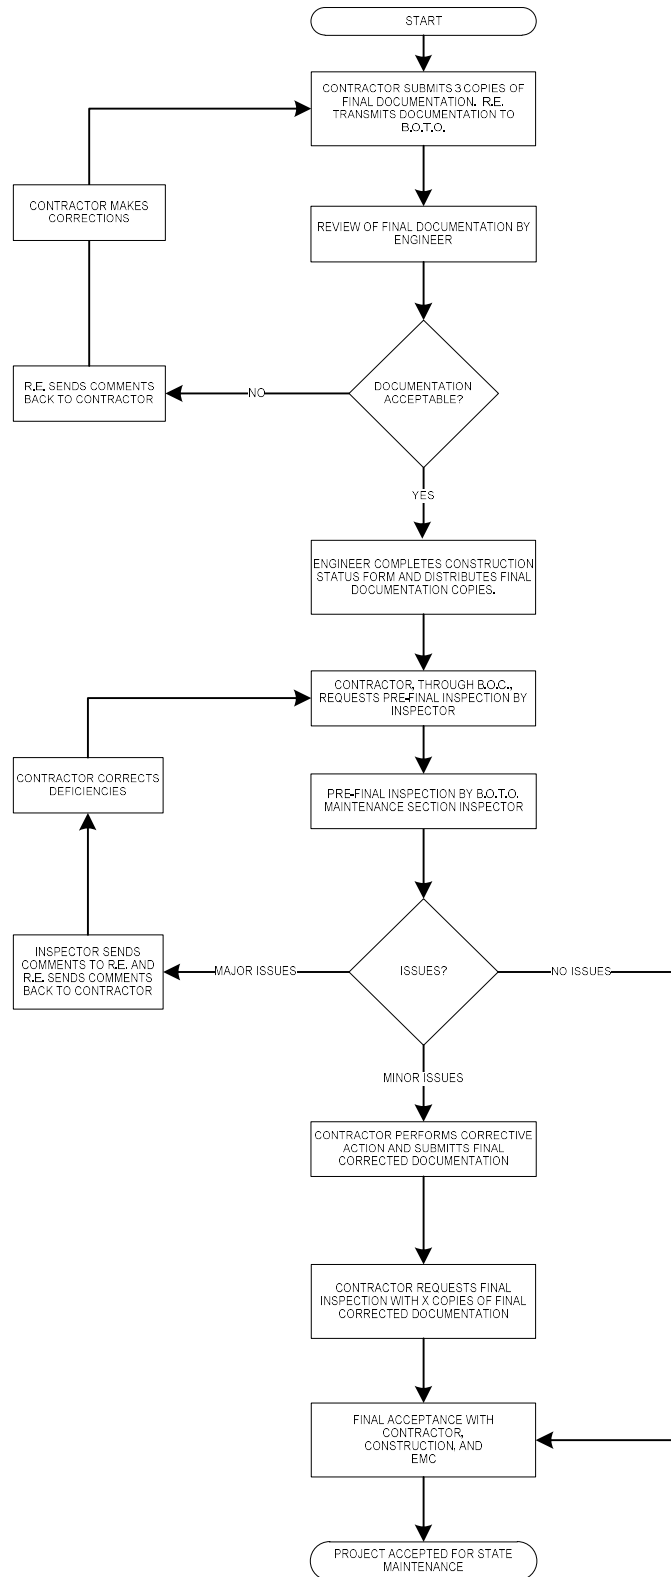 START
CONTRACTOR SUBMITS 3 COPIES OF
FINAL DOCUMENTATION. R.E.
TRANSMITS DOCUMENTATION TO
B.O.T.O.
CONTRACTOR MAKES
CORRECTIONS
REVIEW OF FINAL DOCUMENTATION BY
ENGINEER
R.E. SENDS COMMENTS
BACK TO CONTRACTOR
NO
DOCUMENTATION
ACCEPTABLE?
YES
ENGINEER COMPLETES CONSTRUCTION
STATUS FORM AND DISTRIBUTES FINAL
DOCUMENTATION COPIES.
CONTRACTOR, THROUGH B.O.C.,
REQUESTS PRE-FINAL INSPECTION BY
INSPECTOR
CONTRACTOR CORRECTS
DEFICIENCIES
PRE-FINAL INSPECTION BY B.O.T.O.
MAINTENANCE SECTION INSPECTOR
INSPECTOR SENDS
COMMENTS TO R.E. AND
R.E. SENDS COMMENTS
BACK TO CONTRACTOR
MAJOR ISSUES
ISSUES?
NO ISSUES
MINOR ISSUES
CONTRACTOR PERFORMS CORRECTIVE
ACTION AND SUBMITTS FINAL
CORRECTED DOCUMENTATION
CONTRACTOR REQUESTS FINAL
INSPECTION WITH X COPIES OF FINAL
CORRECTED DOCUMENTATION
FINAL ACCEPTANCE WITH
CONTRACTOR,
CONSTRUCTION, AND
EMC
PROJECT ACCEPTED FOR STATE
MAINTENANCE